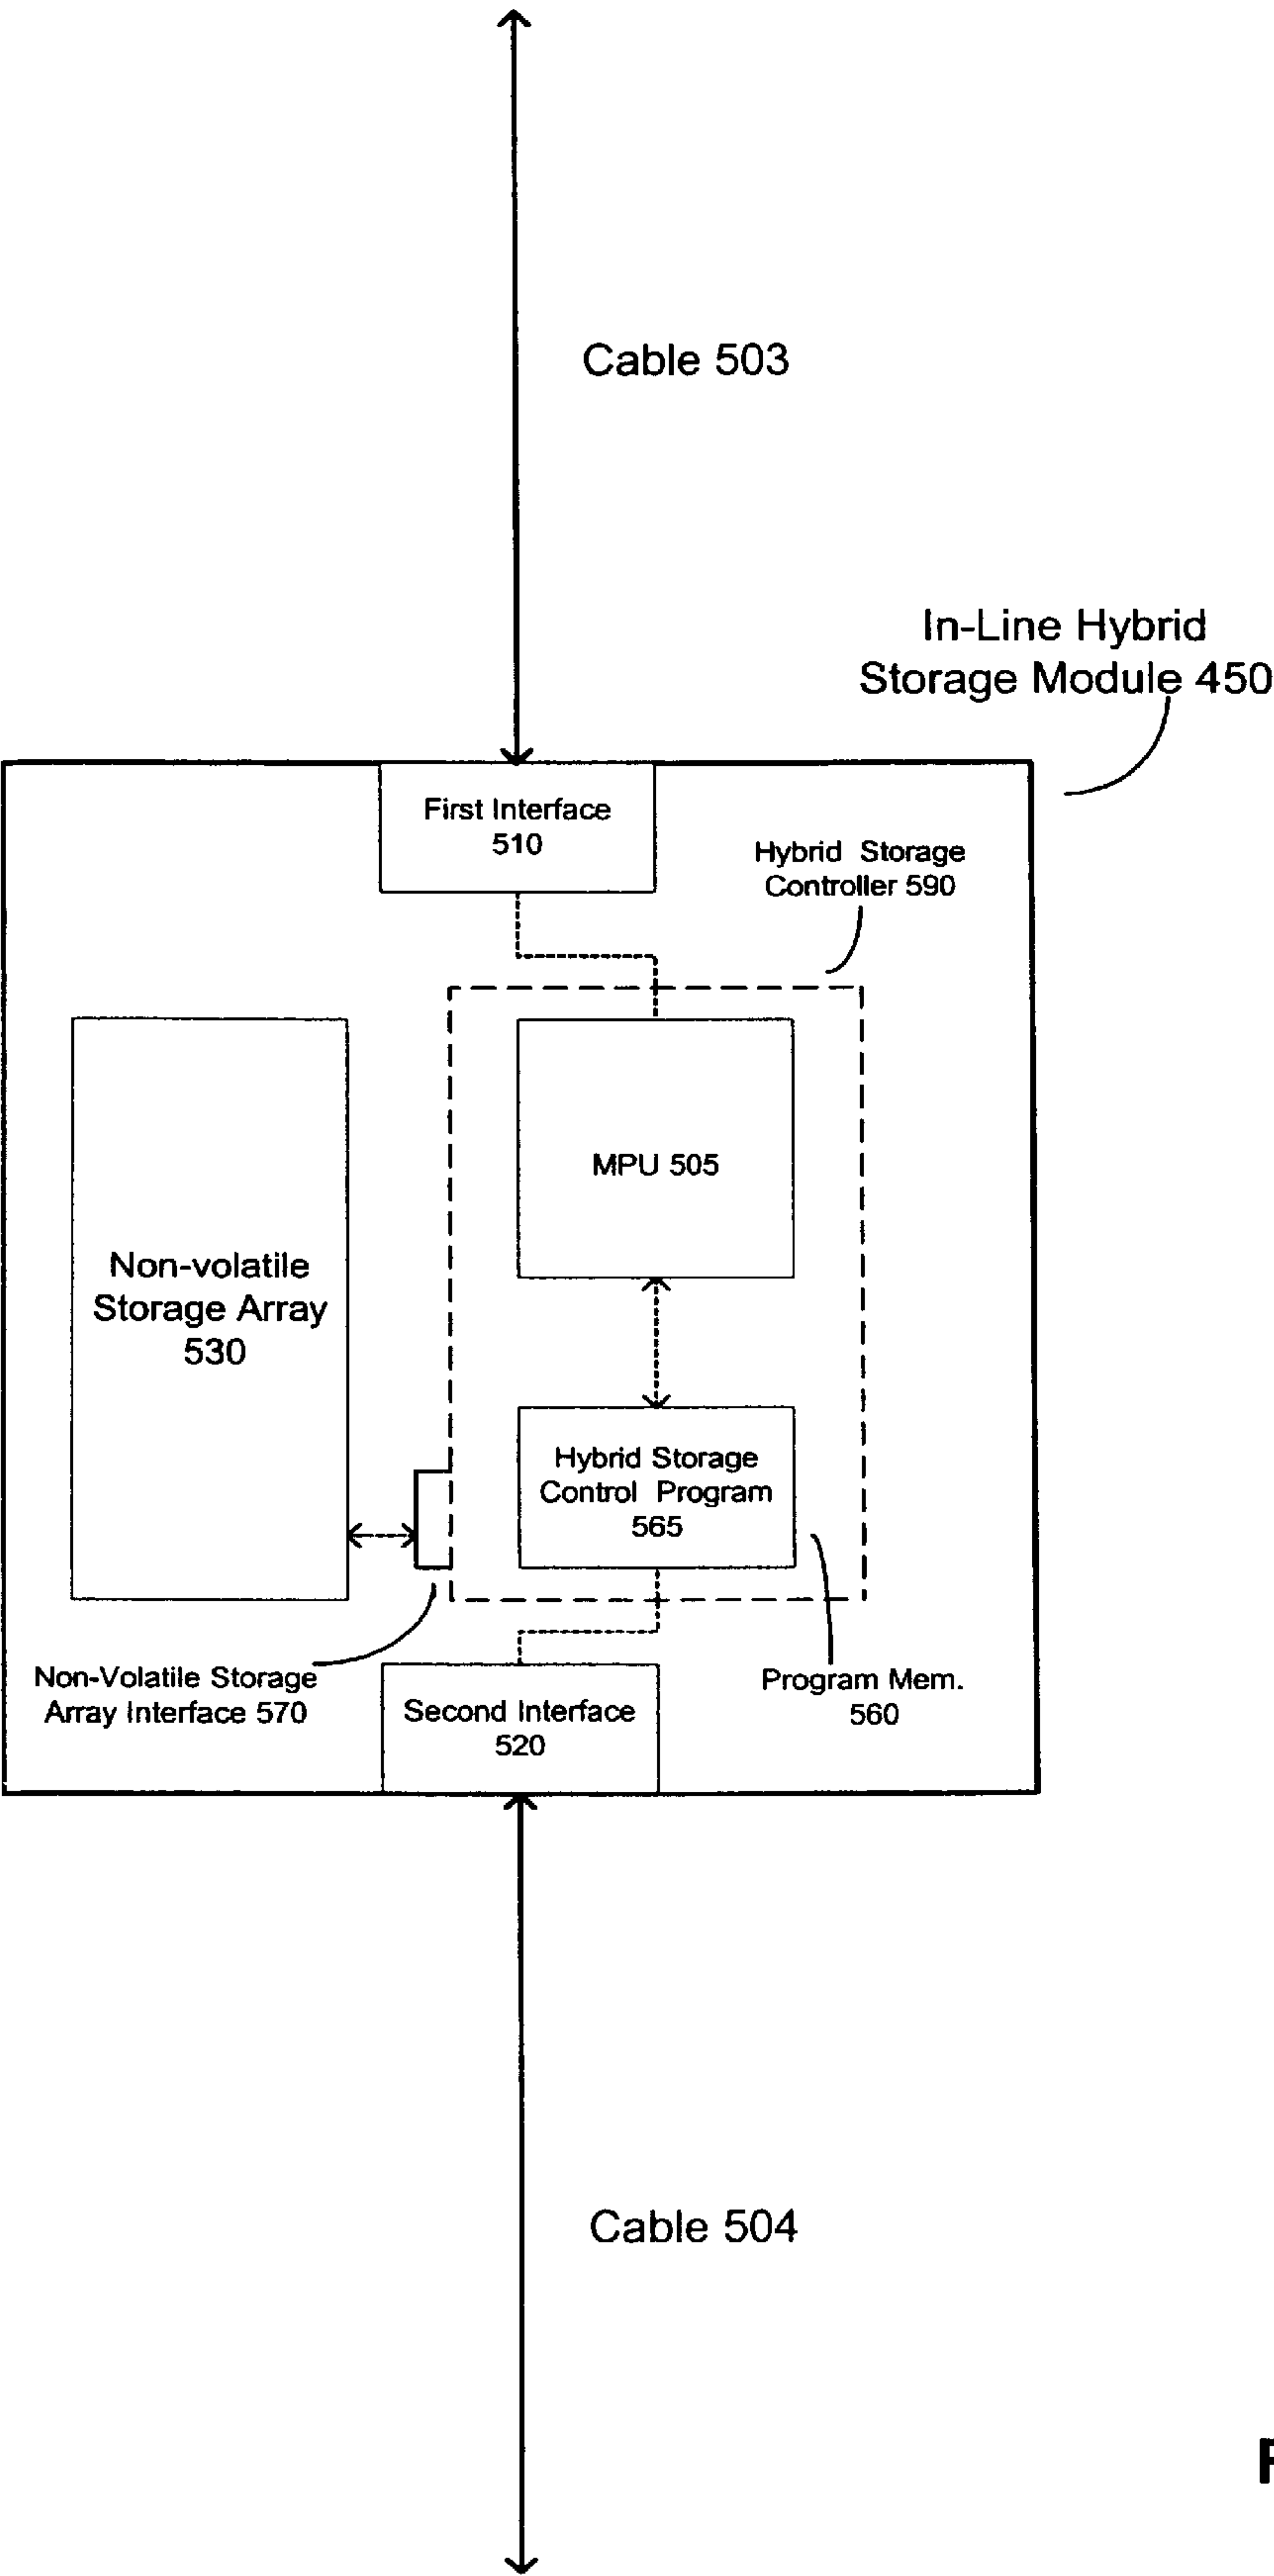 Cable 503
In-Line Hybrid
Storage Module 450
First Interface
510
Hybrid Storage
Controller 590
MPU 505
Non-volatile
Storage Array
530
Hybrid Storage
Control Program
565
Non-Volatile Storage
Array Interface 570
Second Interface
520
Program Mem.
560
Cable 504